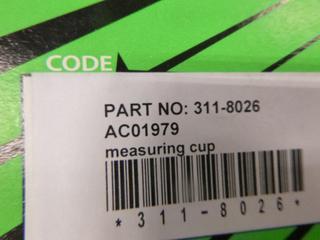 CODE
PART NO: 311-8026
AC01979
measuring cup
*311-8026*